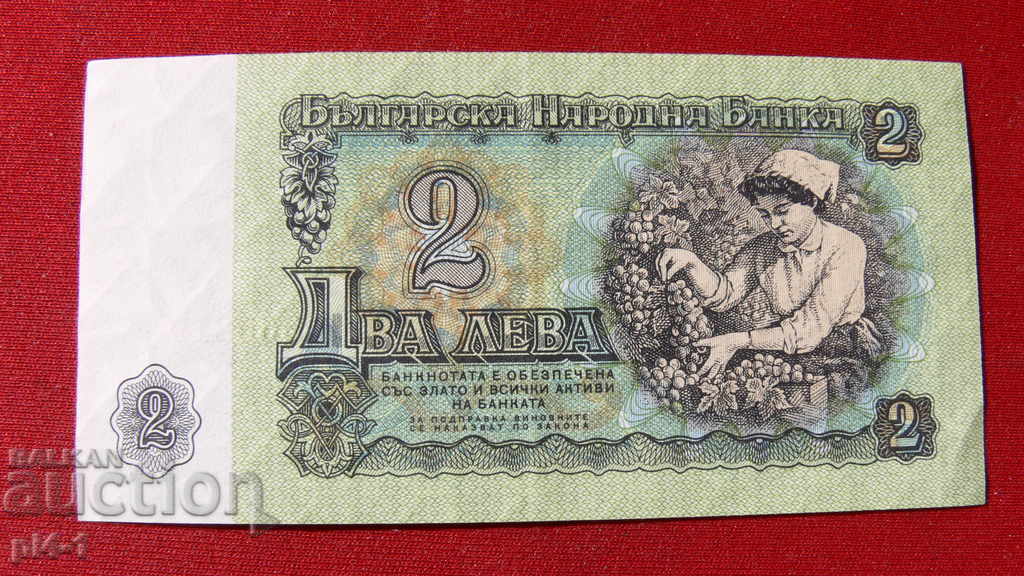 Българска Народна Банка
2
2
Два лева
БАНКНОТАТА Е ОБЕЗПЕЧЕНА
СЪС ЗЛАТО И ВСИЧКИ АКТИВИ
НА БАНКАТА
ЗА ПОДПРАВКА ВИНОВНИТЕ
СЕ НАКАЗВАТ ПО ЗАКОНА
2
2
BALKAN
auction
pl4-1